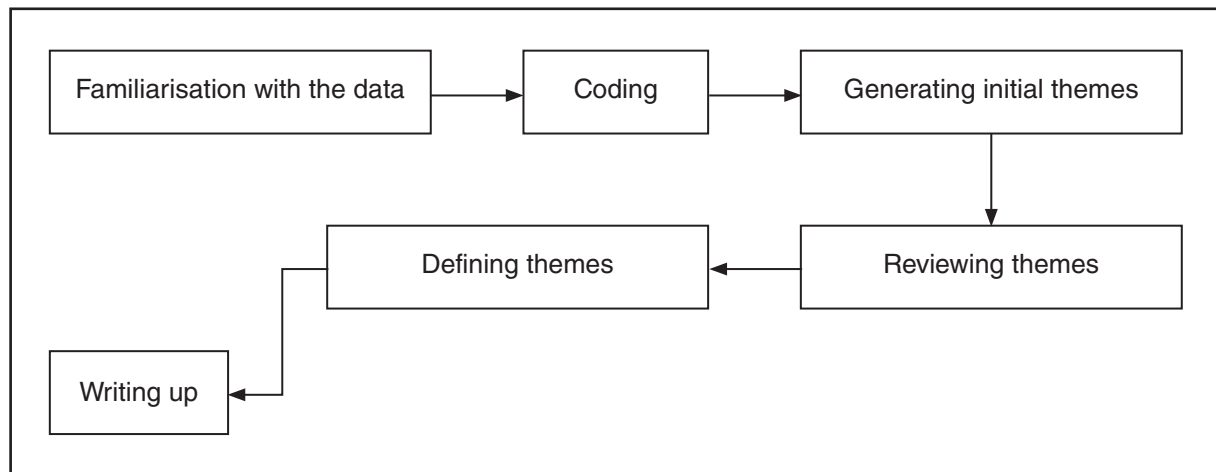 Familiarisation with the data
Coding
Generating initial themes
Reviewing themes
Defining themes
Writing up